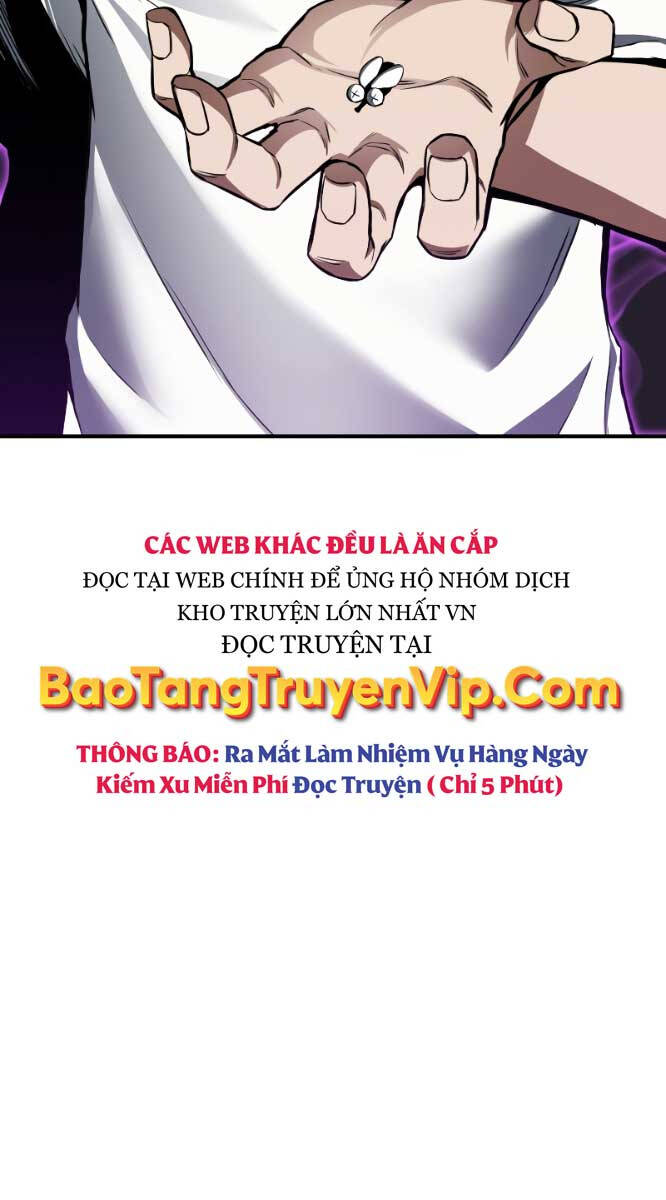 CÁC WEB KHÁC ĐỀU LÀ ĂN CẮP
ĐỌC TẠI WEB CHÍNH ĐỂ ỦNG HỘ NHÓM DỊCH
KHO TRUYỆN LỚN NHẤT VN
ĐỌC TRUYỆN TẠI
BaoTangTruyenVip.Com
THÔNG BÁO: Ra Mắt Làm Nhiệm Vụ Hàng Ngày
Kiếm Xu Miễn Phí Đọc Truyện ( Chỉ 5 Phút)